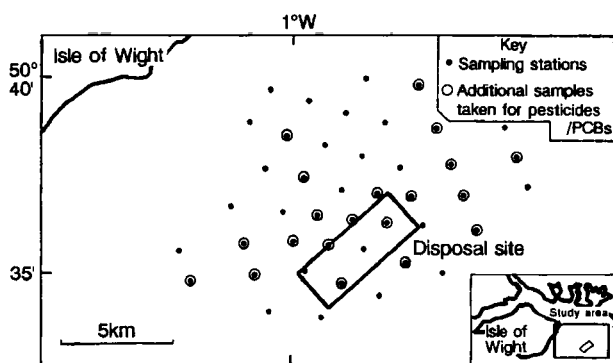 1°W
Isle of Wight
50°
40'
Key
Sampling stations
Additional samples
taken for pesticides
/PCBs
Disposal site
35'
5km
Study area
Isle of
Wight